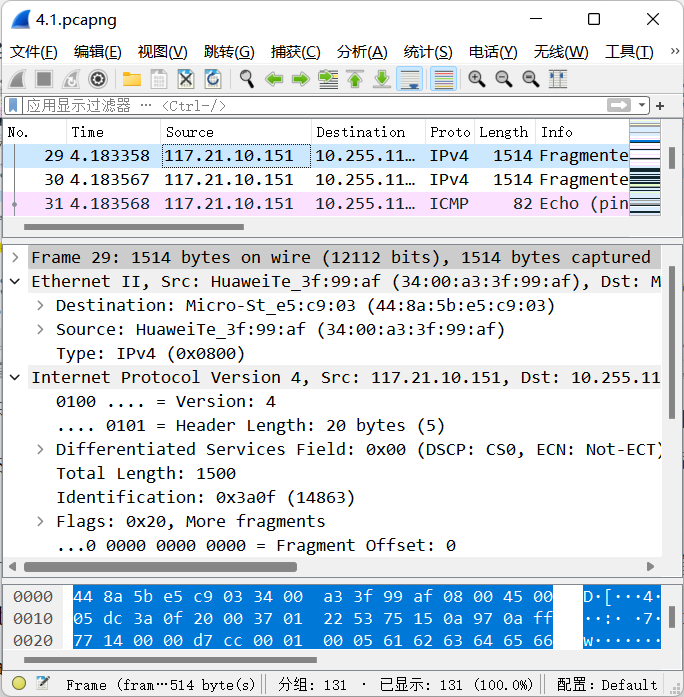 4.1.pcapng
文件(F) 编辑(E) 视图(V) 跳转(G) 捕获(C) 分析(A) 统计(S) 电话(Y) 无线(W) 工具(T) »
应用显示过滤器 … <Ctrl-/> +
No. Time Source Destination Proto Length Info
29 4.183358 117.21.10.151 10.255.11… IPv4 1514 Fragmente
30 4.183567 117.21.10.151 10.255.11… IPv4 1514 Fragmente
31 4.183568 117.21.10.151 10.255.11… ICMP 82 Echo (pin
Frame 29: 1514 bytes on wire (12112 bits), 1514 bytes captured
Ethernet II, Src: HuaweiTe_3f:99:af (34:00:a3:3f:99:af), Dst: M
Destination: Micro-St_e5:c9:03 (44:8a:5b:e5:c9:03)
Source: HuaweiTe_3f:99:af (34:00:a3:3f:99:af)
Type: IPv4 (0x0800)
Internet Protocol Version 4, Src: 117.21.10.151, Dst: 10.255.11
0100 .... = Version: 4
.... 0101 = Header Length: 20 bytes (5)
Differentiated Services Field: 0x00 (DSCP: CS0, ECN: Not-ECT)
Total Length: 1500
Identification: 0x3a0f (14863)
Flags: 0x20, More fragments
...0 0000 0000 0000 = Fragment Offset: 0
0000 44 8a 5b e5 c9 03 34 00 a3 3f 99 af 08 00 45 00 D·[···4·
0010 05 dc 3a 0f 20 00 37 01 22 53 75 15 0a 97 0a ff ··:· ·7·
0020 77 14 00 00 d7 cc 00 01 00 05 61 62 63 64 65 66 w·······
Frame (fram…514 byte(s) 分组: 131 · 已显示: 131 (100.0%) 配置: Default